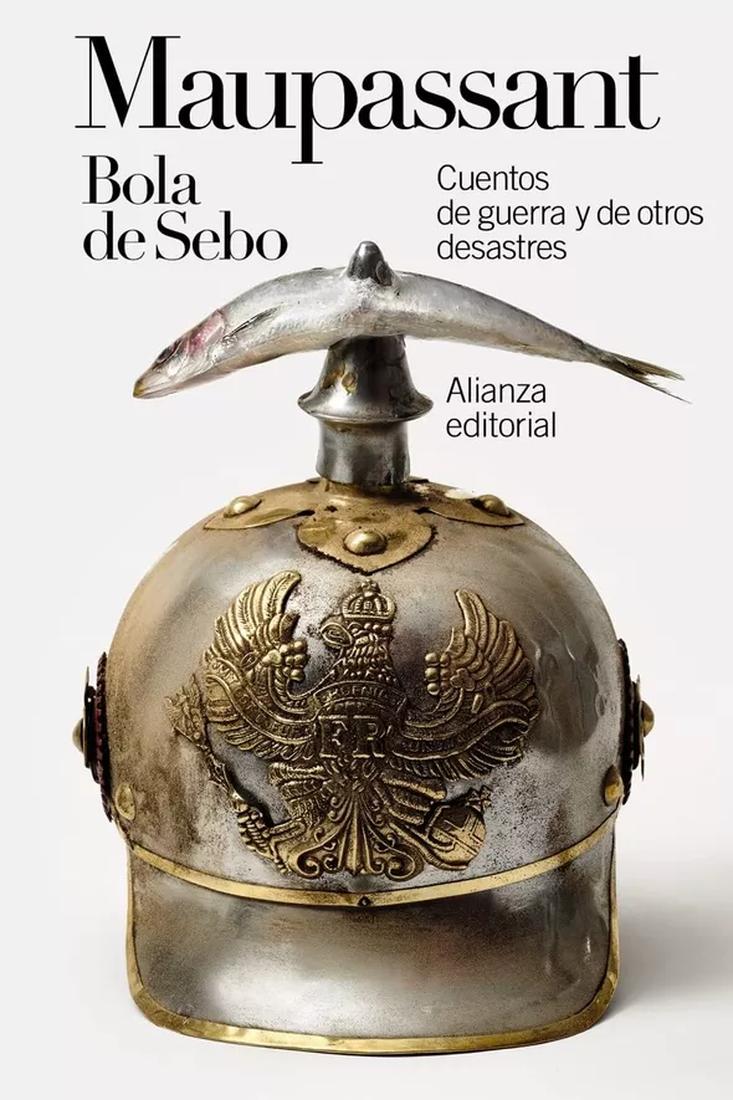 Maupassant
Bola
de Sebo
Cuentos
de guerra y de otros
desastres
Alianza
editorial
FR